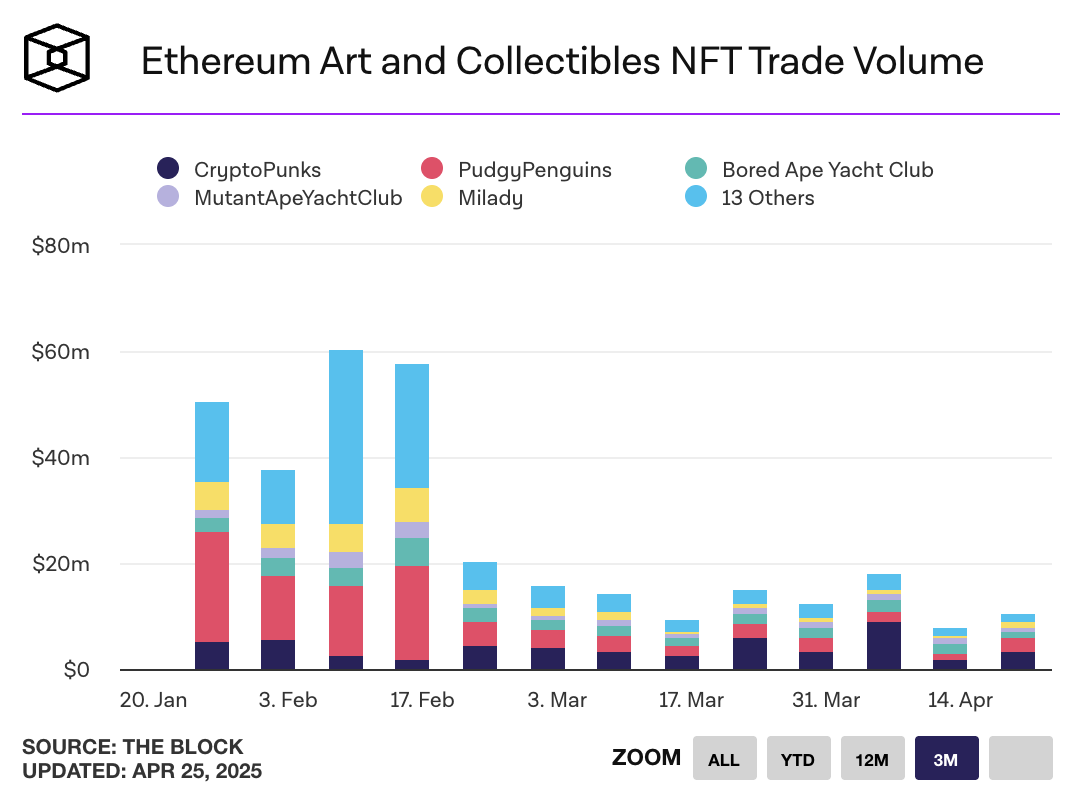 Ethereum Art and Collectibles NFT Trade Volume
CryptoPunks PudgyPenguins Bored Ape Yacht Club
MutantApeYachtClub Milady 13 Others
$80m
$60m
$40m
$20m
$0
20. Jan 3. Feb 17. Feb 3. Mar 17. Mar 31. Mar 14. Apr
SOURCE: THE BLOCK
UPDATED: APR 25, 2025
ZOOM ALL YTD 12M 3M